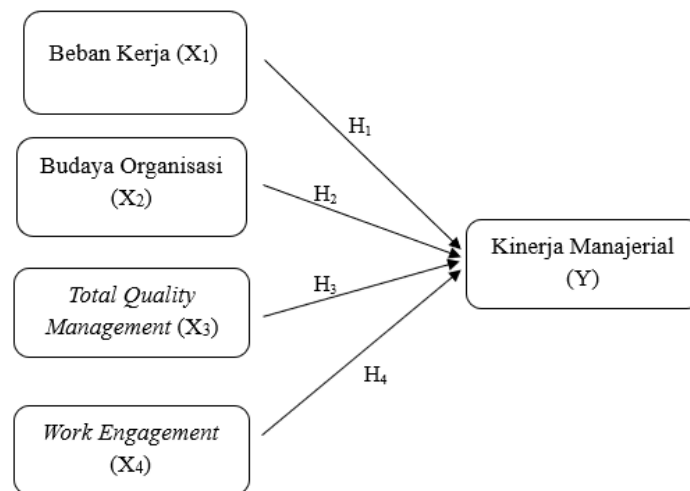 Beban Kerja (X₁)
H₁
Budaya Organisasi
(X₂)
H₂
Kinerja Manajerial
(Y)
Total Quality
Management (X₃)
H₃
H₄
Work Engagement
(X₄)